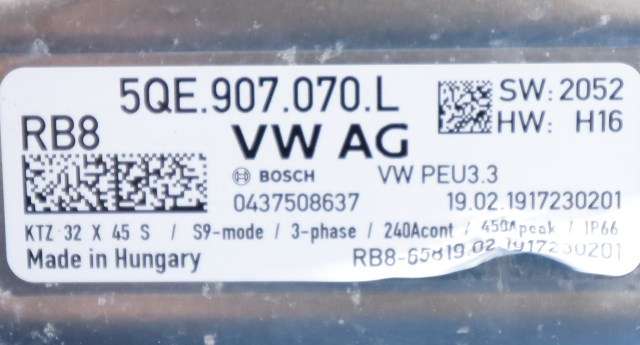 5QE.907.070.L
SW: 2052
RB8 VW AG HW: H16
BOSCH VW PEU3.3
0437508637 19.02.1917230201
KTZ 32 X 45 S / S9-mode / 3-phase / 240Acont / 450Apeak / IP66
Made in Hungary RB8-65819.02.1917230201